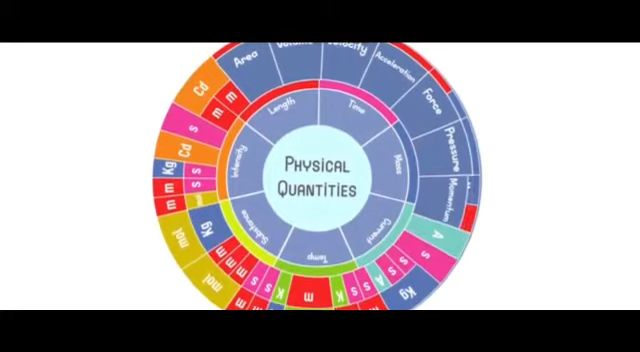 PHYSICAL
QUANTITIES
Length
Time
Mass
Current
Temp
Substance
Intensity
Area
Volume
Velocity
Acceleration
Force
Pressure
Momentum
A
s
s
s
A
s
s
Kg
K
m
K
s
s
m
m
m
Kg
mol
mol
m
m
Kg
s
s
Cd
s
Cd
m
m